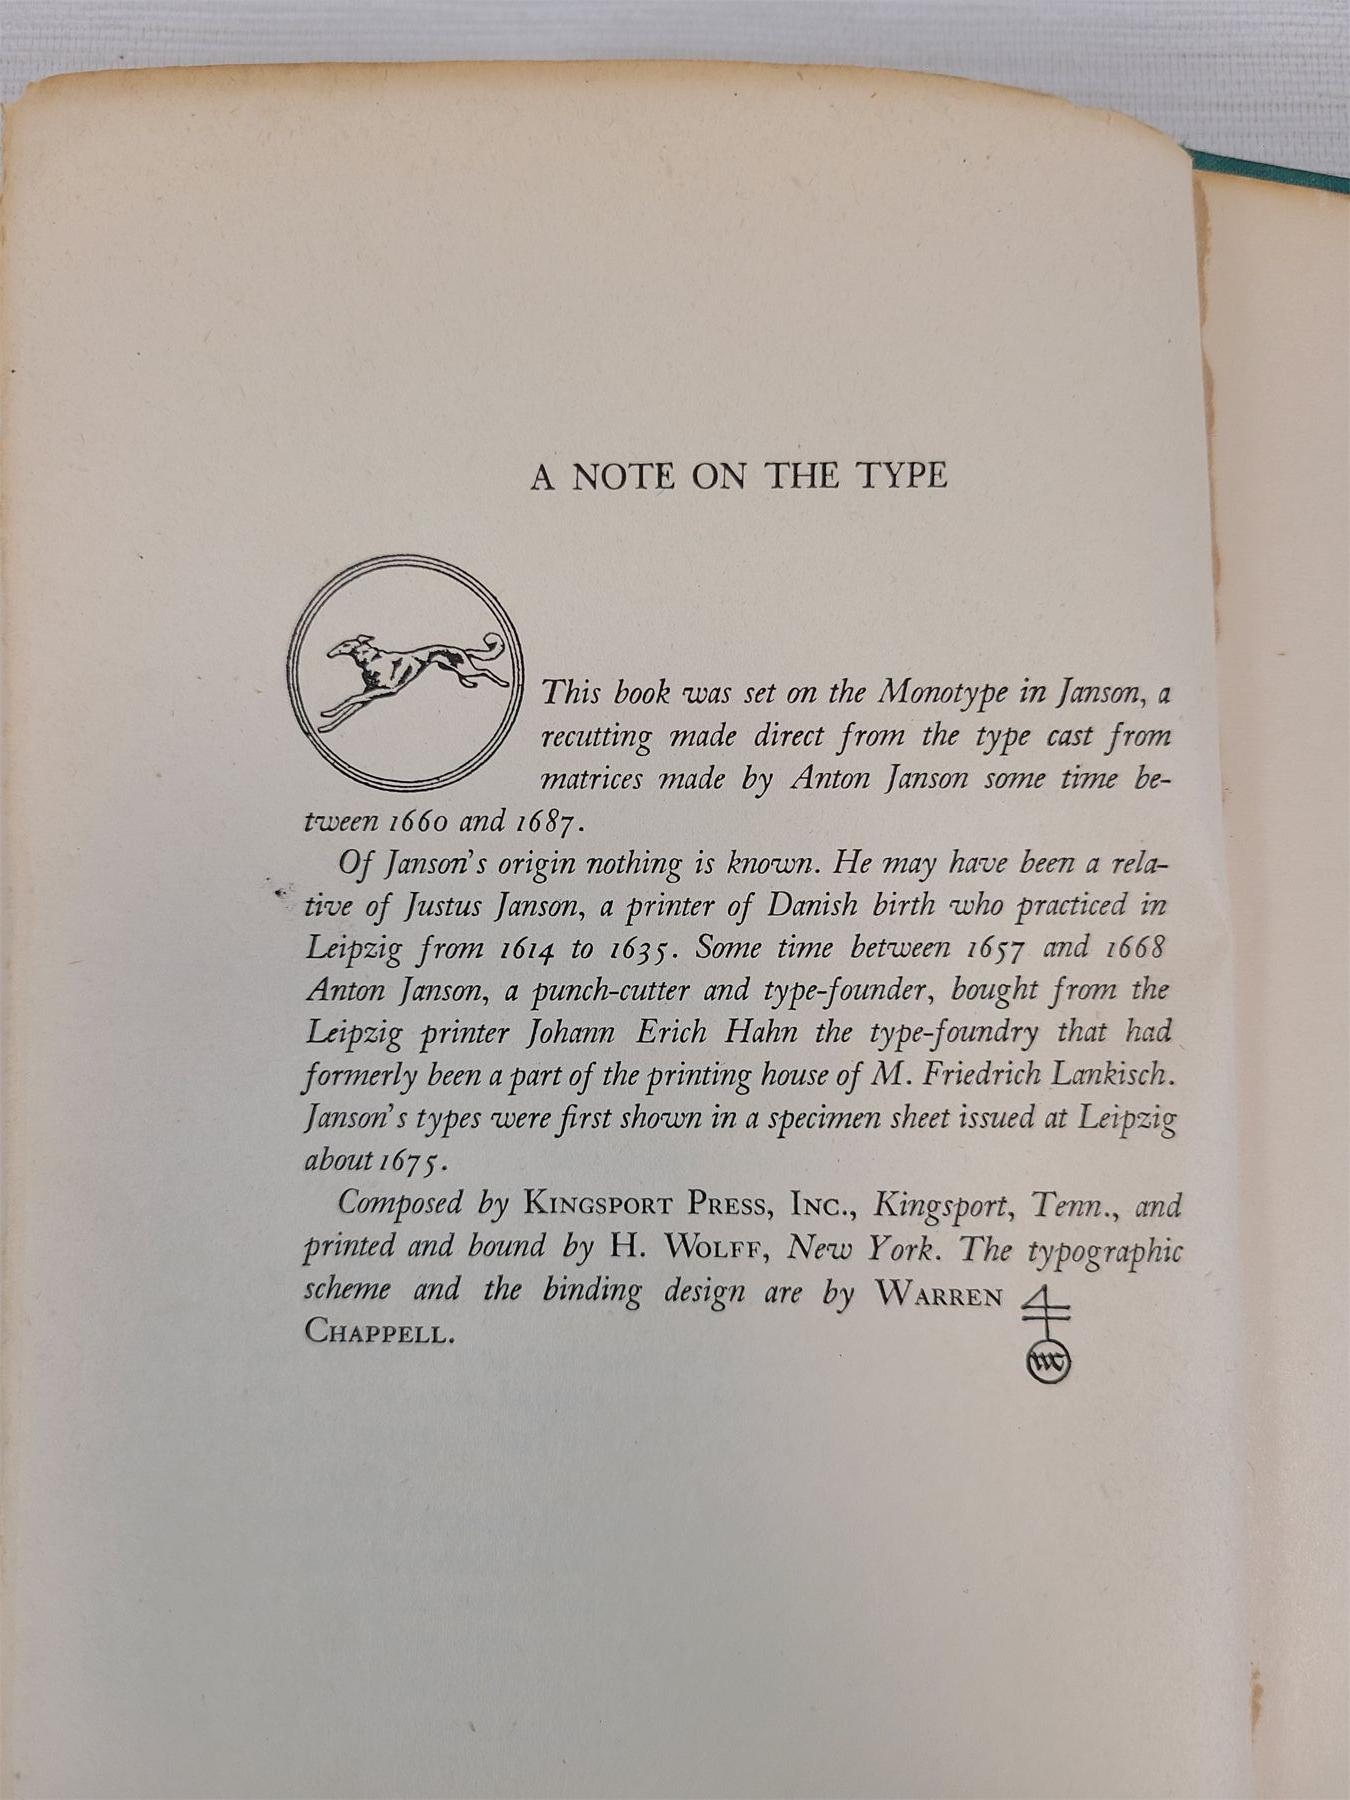 A NOTE ON THE TYPE
This book was set on the Monotype in Janson, a
recutting made direct from the type cast from
matrices made by Anton Janson some time be-
tween 1660 and 1687.
Of Janson's origin nothing is known. He may have been a rela-
tive of Justus Janson, a printer of Danish birth who practiced in
Leipzig from 1614 to 1635. Some time between 1657 and 1668
Anton Janson, a punch-cutter and type-founder, bought from the
Leipzig printer Johann Erich Hahn the type-foundry that had
formerly been a part of the printing house of M. Friedrich Lankisch.
Janson's types were first shown in a specimen sheet issued at Leipzig
about 1675.
Composed by KINGSPORT PRESS, INC., Kingsport, Tenn., and
printed and bound by H. WOLFF, New York. The typographic
scheme and the binding design are by WARREN
CHAPPELL.
WC